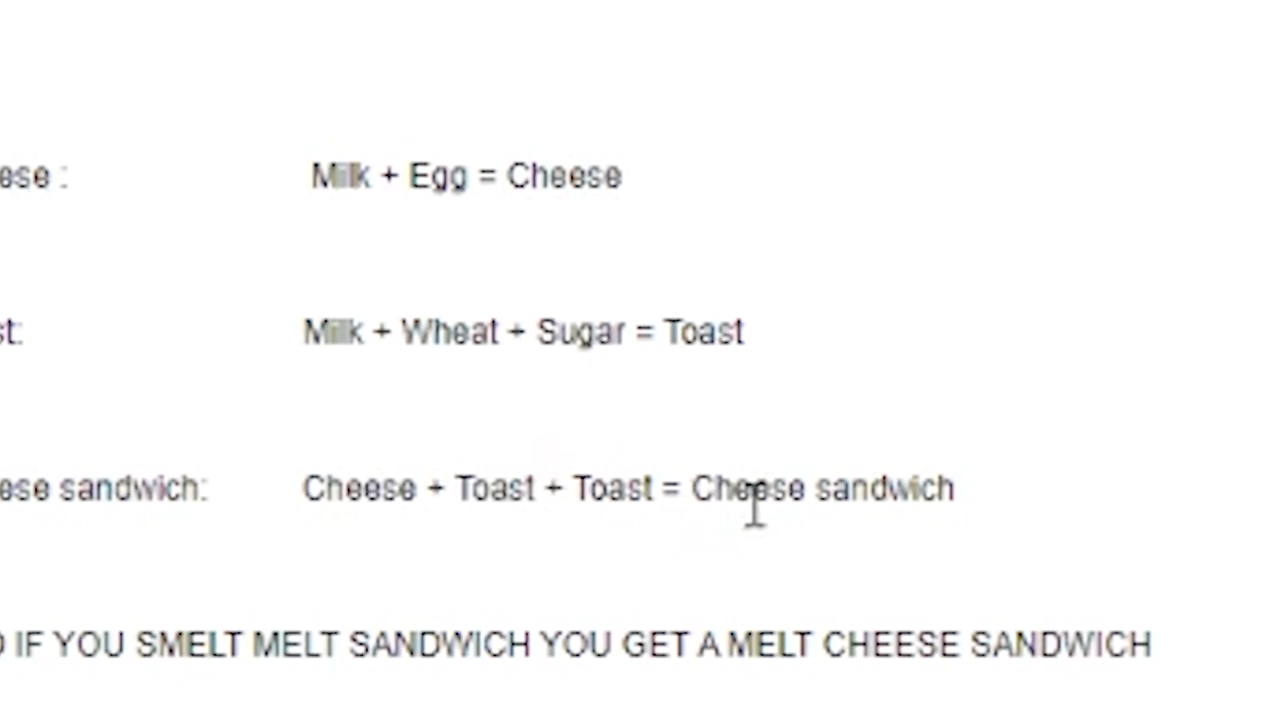 ese : Milk + Egg = Cheese
st: Milk + Wheat + Sugar = Toast
ese sandwich: Cheese + Toast + Toast = Cheese sandwich
IF YOU SMELT MELT SANDWICH YOU GET A MELT CHEESE SANDWICH